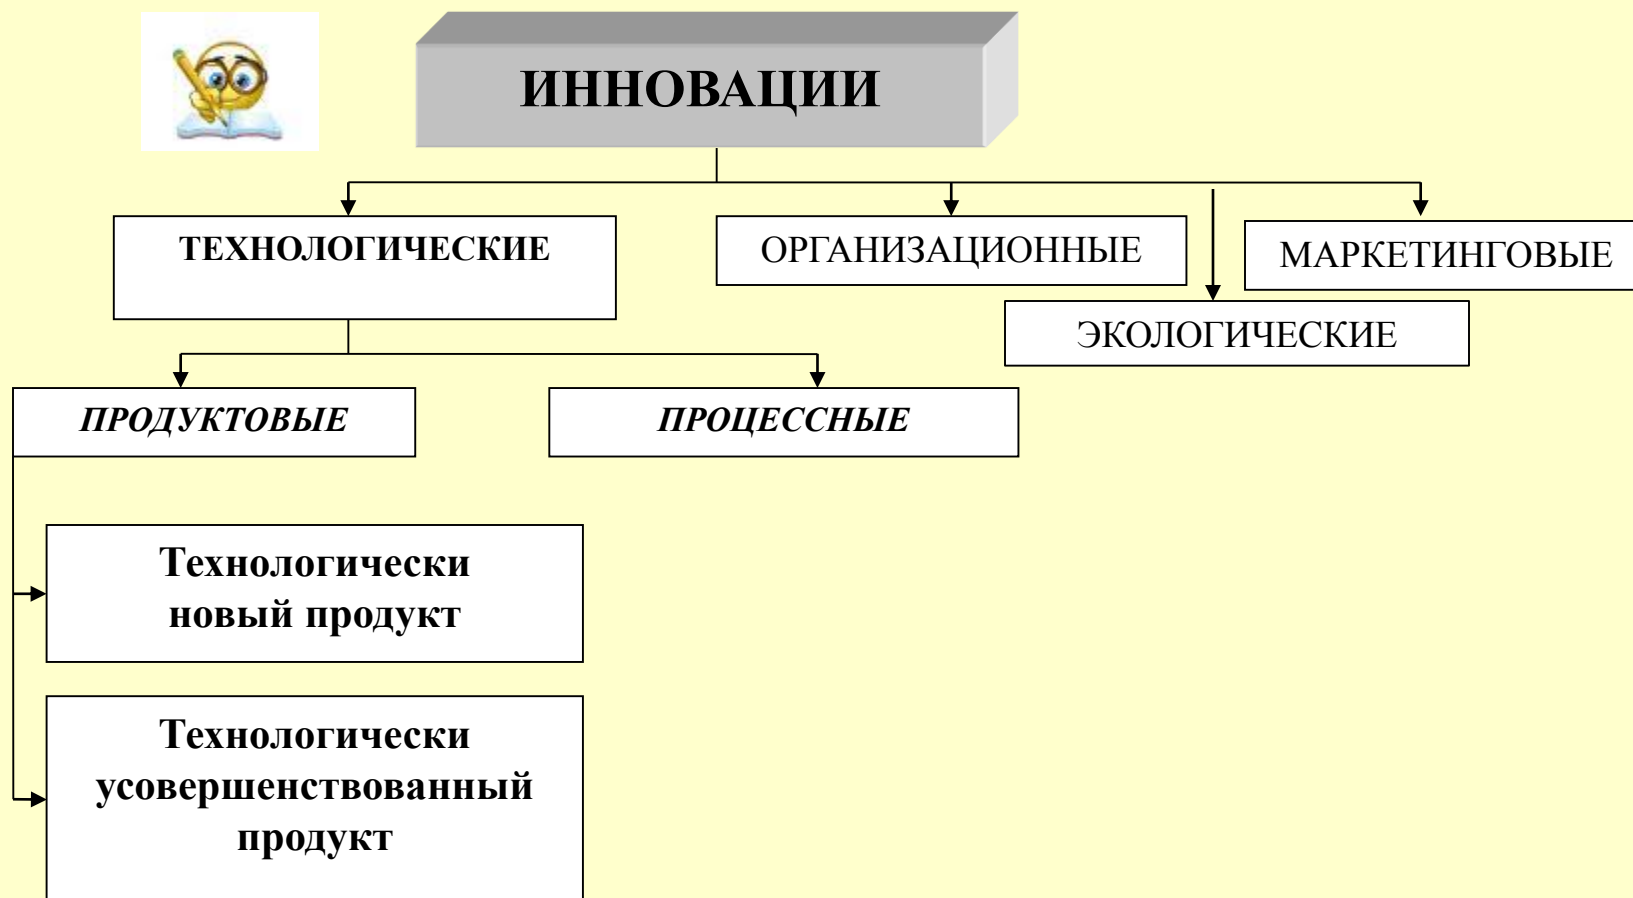 ИННОВАЦИИ
ТЕХНОЛОГИЧЕСКИЕ
ОРГАНИЗАЦИОННЫЕ
МАРКЕТИНГОВЫЕ
ЭКОЛОГИЧЕСКИЕ
ПРОДУКТОВЫЕ
ПРОЦЕССНЫЕ
Технологически
новый продукт
Технологически
усовершенствованный
продукт